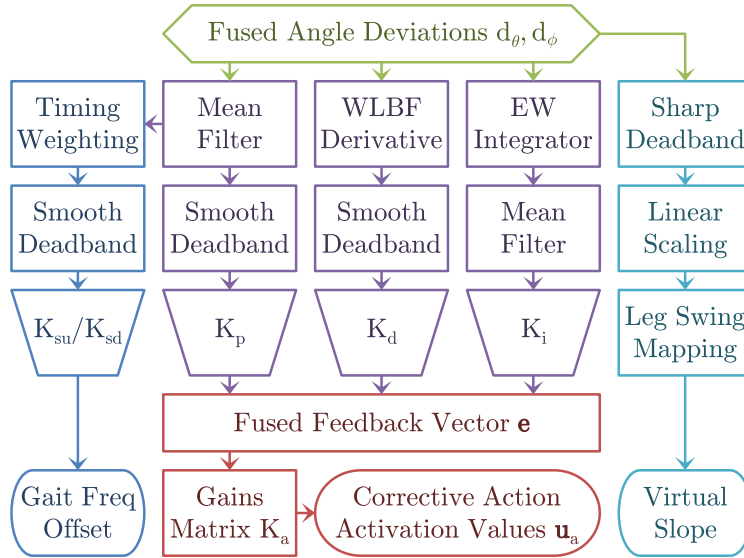 Fused Angle Deviations d_θ, d_ϕ
Timing
Weighting
Mean
Filter
WLBF
Derivative
EW
Integrator
Sharp
Deadband
Smooth
Deadband
Smooth
Deadband
Smooth
Deadband
Mean
Filter
Linear
Scaling
K_su/K_sd
K_p
K_d
K_i
Leg Swing
Mapping
Fused Feedback Vector e
Gait Freq
Offset
Gains
Matrix K_a
Corrective Action
Activation Values u_a
Virtual
Slope